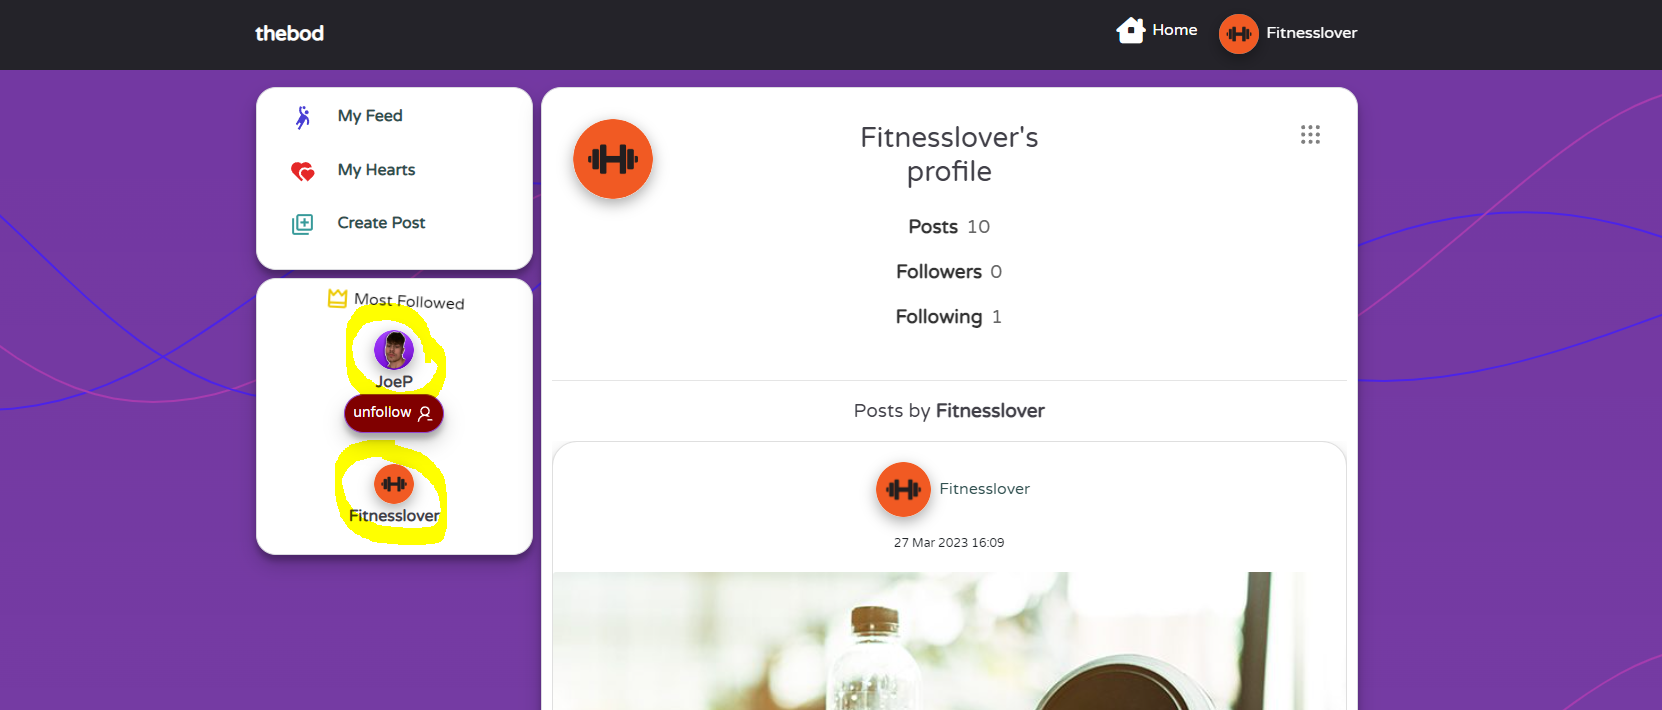 thebod
Home
Fitnesslover
My Feed
My Hearts
Create Post
Most Followed
JoeP
unfollow
Fitnesslover
Fitnesslover's
profile
Posts 10
Followers 0
Following 1
Posts by Fitnesslover
Fitnesslover
27 Mar 2023 16:09